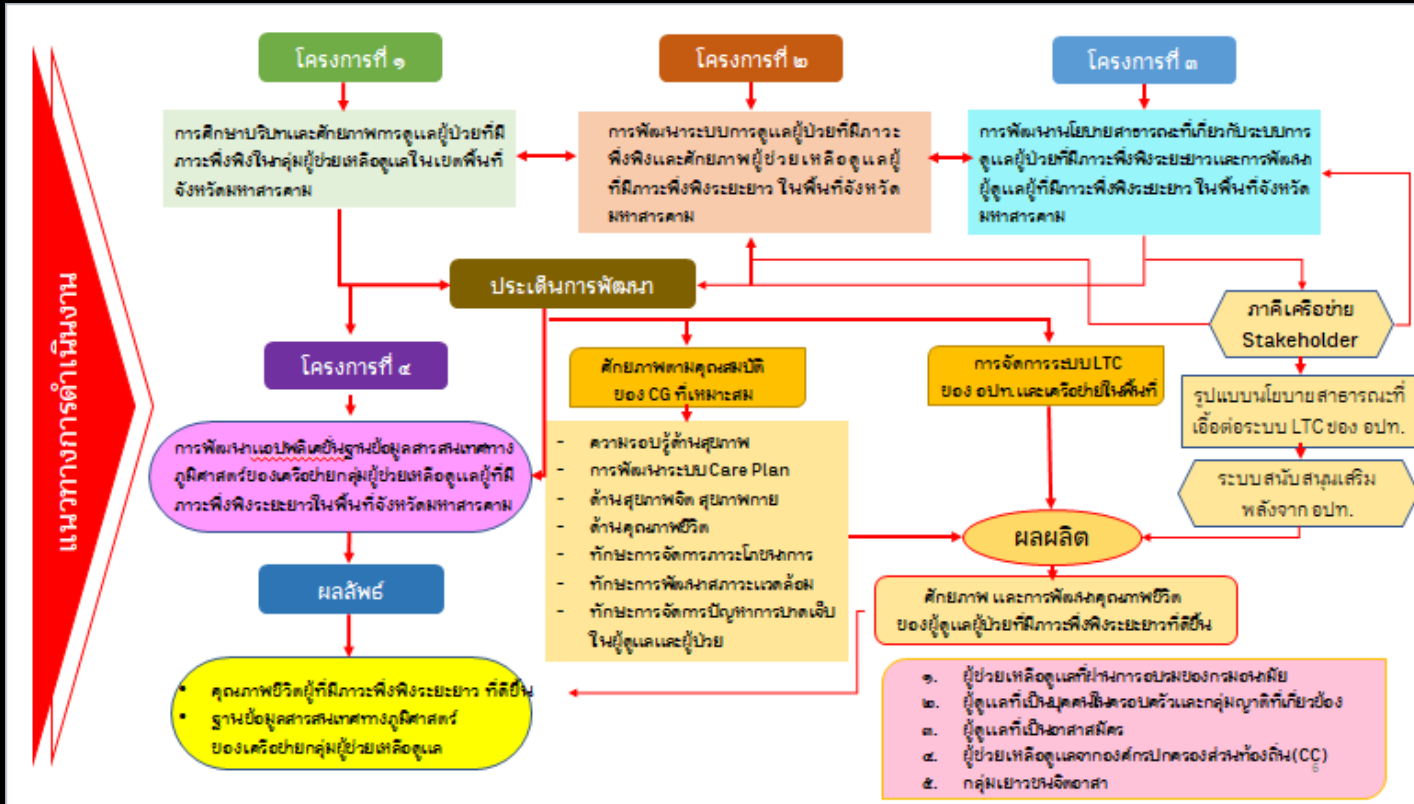 แนวทางการดำเนินงาน
โครงการที่ ๑
โครงการที่ ๒
โครงการที่ ๓
การศึกษาบริบทและศักยภาพการดูแลผู้ป่วยที่มี
ภาวะพึ่งพิงในกลุ่มผู้ช่วยเหลือดูแลในเขตพื้นที่
จังหวัดมหาสารคาม
การพัฒนาระบบการดูแลผู้ป่วยที่มีภาวะ
พึ่งพิงและศักยภาพผู้ช่วยเหลือดูแลผู้
ที่มีภาวะพึ่งพิงระยะยาว ในพื้นที่จังหวัด
มหาสารคาม
การพัฒนานโยบายสาธารณะที่เกี่ยวกับระบบการ
ดูแลผู้ป่วยที่มีภาวะพึ่งพิงระยะยาวและการพัฒนา
ผู้ดูแลผู้ที่มีภาวะพึ่งพิงระยะยาว ในพื้นที่จังหวัด
มหาสารคาม
ประเด็นการพัฒนา
ภาคีเครือข่าย
Stakeholder
โครงการที่ ๔
ศักยภาพตามคุณสมบัติ
ของ CG ที่เหมาะสม
การจัดการระบบ LTC
ของ อปท. และเครือข่ายในพื้นที่
รูปแบบนโยบายสาธารณะที่
เอื้อต่อระบบ LTC ของ อปท.
การพัฒนาแอปพลิเคชั่นฐานข้อมูลสารสนเทศทาง
ภูมิศาสตร์ของเครือข่ายกลุ่มผู้ช่วยเหลือดูแลผู้ที่มี
ภาวะพึ่งพิงระยะยาวในพื้นที่จังหวัดมหาสารคาม
- ความรอบรู้ด้านสุขภาพ
- การพัฒนาระบบ Care Plan
- ด้านสุขภาพจิต สุขภาพกาย
- ด้านคุณภาพชีวิต
- ทักษะการจัดการภาวะโภชนาการ
- ทักษะการพัฒนาสภาวะแวดล้อม
- ทักษะการจัดการปัญหาการบาดเจ็บ
ในผู้ดูแลและผู้ป่วย
ระบบสนับสนุนเสริม
พลังจาก อปท.
ผลผลิต
ผลลัพธ์
ศักยภาพ และการพัฒนาคุณภาพชีวิต
ของผู้ดูแลผู้ป่วยที่มีภาวะพึ่งพิงระยะยาวที่ดีขึ้น
• คุณภาพชีวิตผู้ที่มีภาวะพึ่งพิงระยะยาว ที่ดีขึ้น
• ฐานข้อมูลสารสนเทศทางภูมิศาสตร์
ของเครือข่ายกลุ่มผู้ช่วยเหลือดูแล
๑. ผู้ช่วยเหลือดูแลที่ผ่านการอบรมของกรมอนามัย
๒. ผู้ดูแลที่เป็นบุคคนในครอบครัวและกลุ่มญาติที่เกี่ยวข้อง
๓. ผู้ดูแลที่เป็นอาสาสมัคร
๔. ผู้ช่วยเหลือดูแลจากองค์กรปกครองส่วนท้องถิ่น(CC)
๕. กลุ่มเยาวชนจิตอาสา